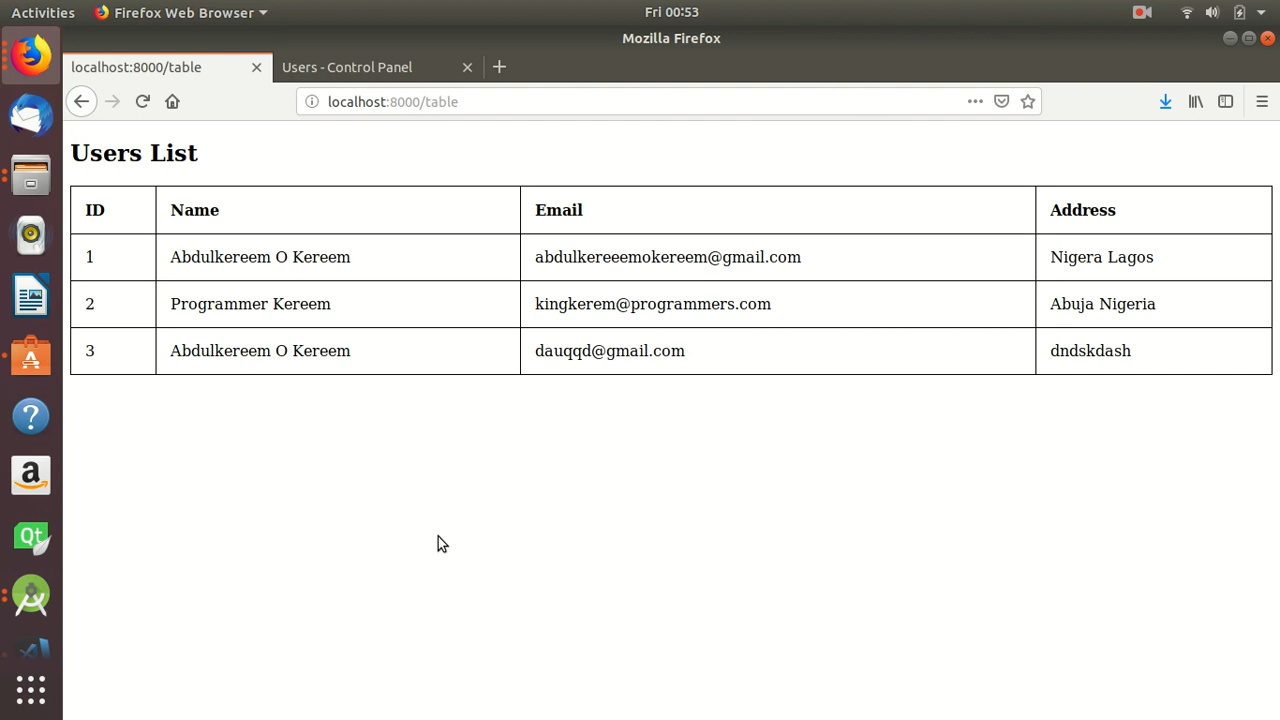 Activities Firefox Web Browser Fri 00:53
Mozilla Firefox
localhost:8000/table Users - Control Panel
localhost:8000/table
Users List
ID Name Email Address
1 Abdulkereem O Kereem abdulkereeemokereem@gmail.com Nigera Lagos
2 Programmer Kereem kingkerem@programmers.com Abuja Nigeria
3 Abdulkereem O Kereem dauqqd@gmail.com dndskdash
?
a
Qt